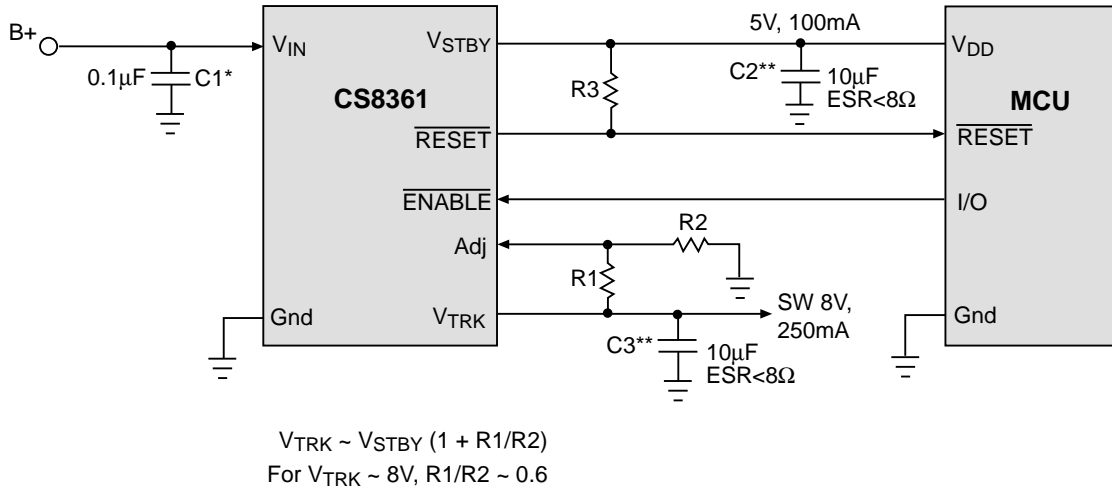 B+
V_IN
0.1µF
C1*
CS8361
V_STBY
5V, 100mA
R3
C2**
10µF
ESR<8Ω
V_DD
MCU
RESET
RESET
ENABLE
I/O
Adj
R2
R1
Gnd
V_TRK
SW 8V,
250mA
C3**
10µF
ESR<8Ω
Gnd
V_TRK ~ V_STBY (1 + R1/R2)
For V_TRK ~ 8V, R1/R2 ~ 0.6